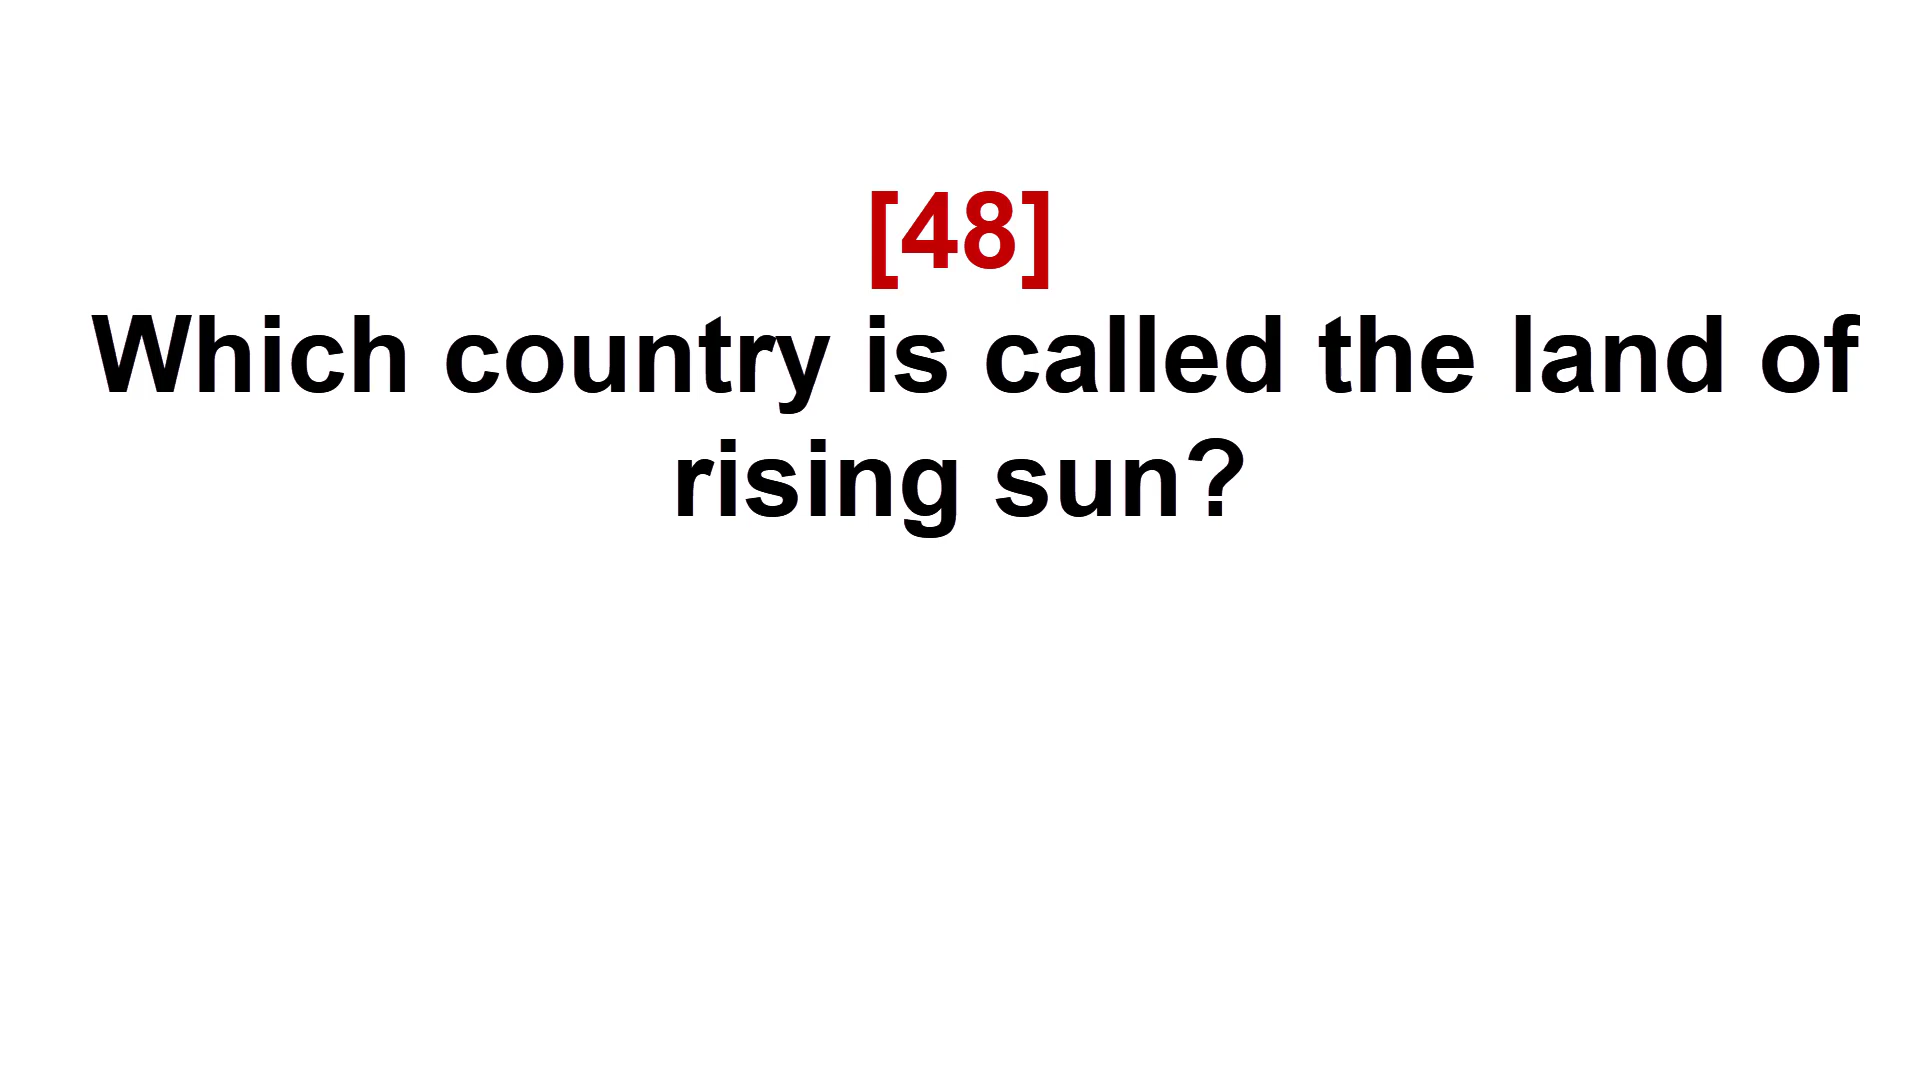 [48]
Which country is called the land of
rising sun?